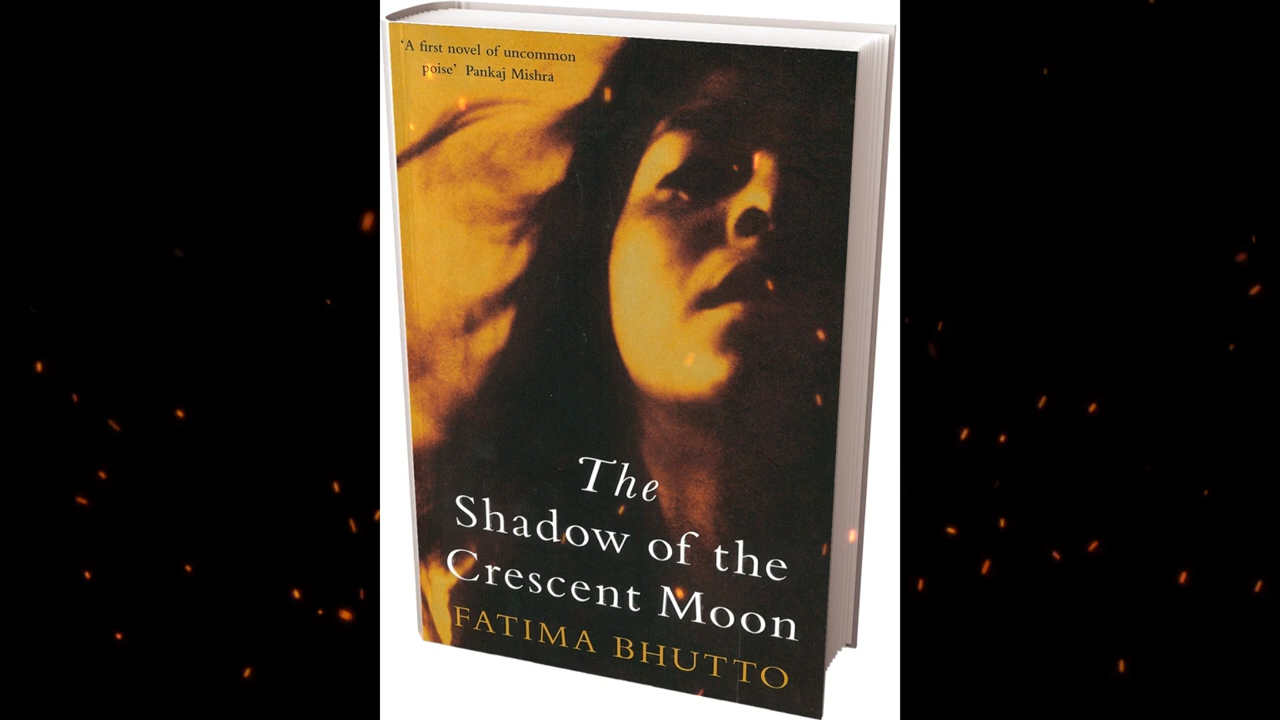 ‘A first novel of uncommon
poise’ Pankaj Mishra
The
Shadow of the
Crescent Moon
FATIMA BHUTTO